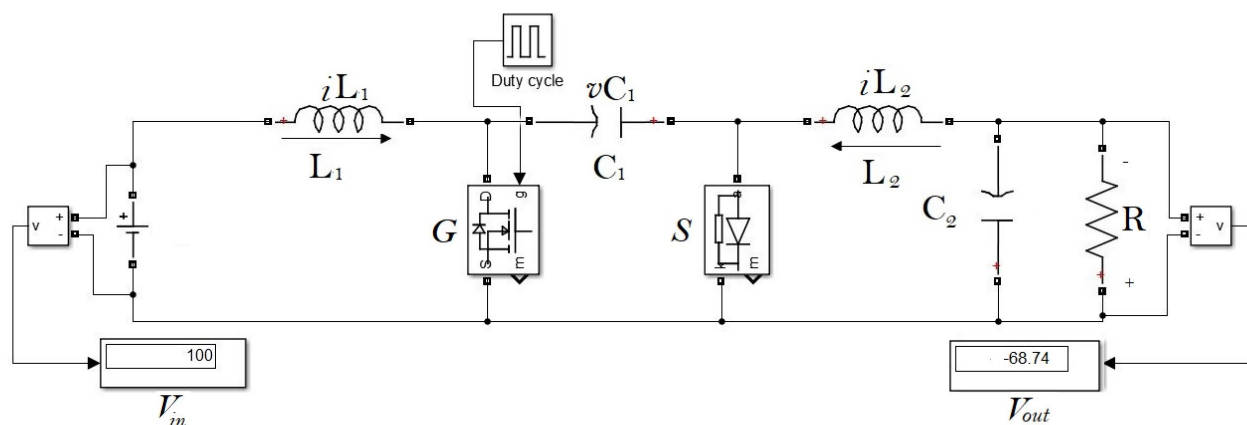 Duty cycle
iL1
vC1
iL2
+
+
+
L1
C1
L2
-
D
g
a
+
-
v
+
G
S
m
S
k
m
C2
R
+
-
v
+
+
+
100
-68.74
Vin
Vout